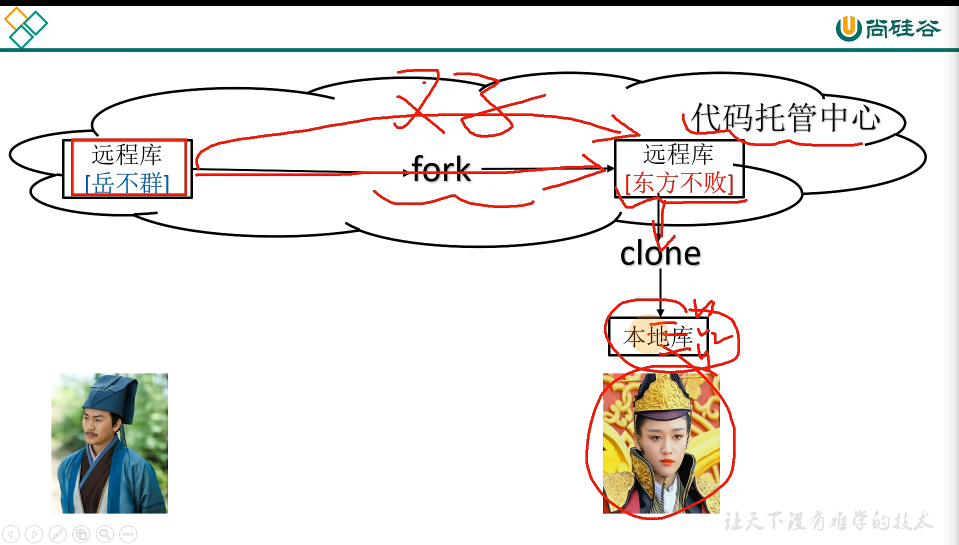 尚硅谷
代码托管中心
远程库
[岳不群]
fork
远程库
[东方不败]
clone
本地库
让天下没有难学的技术